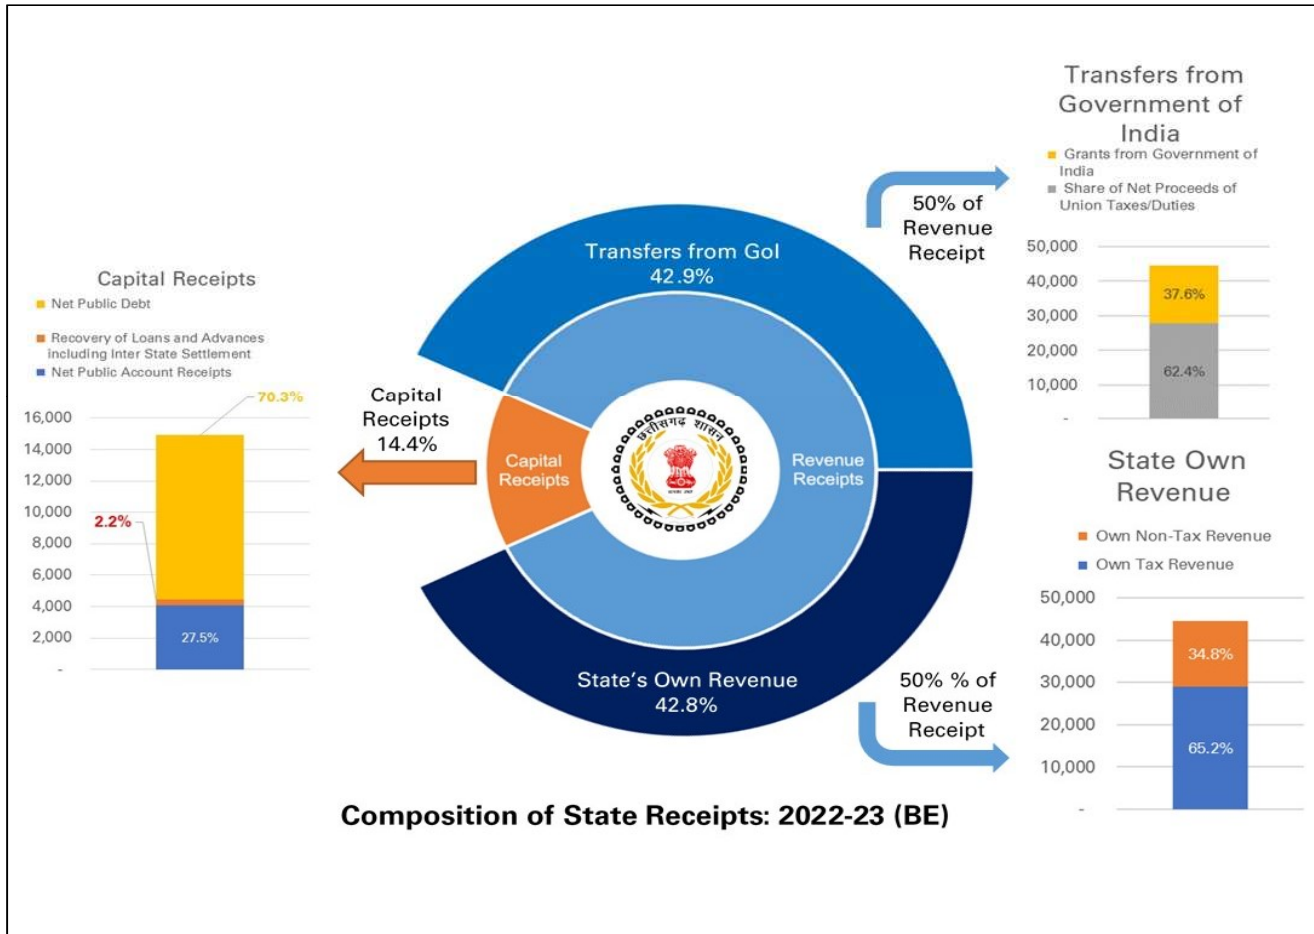 Transfers from
Government of
India
Grants from Government of
India
Share of Net Proceeds of
Union Taxes/Duties
50,000
40,000
30,000
20,000
10,000
-
37.6%
62.4%
50% of
Revenue
Receipt
Transfers from GoI
42.9%
Capital Receipts
Net Public Debt
Recovery of Loans and Advances
including Inter State Settlement
Net Public Account Receipts
70.3%
16,000
14,000
12,000
10,000
8,000
6,000
4,000
2,000
-
2.2%
27.5%
Capital
Receipts
14.4%
Capital
Receipts
छत्तीसगढ़ शासन
Revenue
Receipts
State's Own Revenue
42.8%
50% % of
Revenue
Receipt
State Own
Revenue
Own Non-Tax Revenue
Own Tax Revenue
50,000
40,000
30,000
20,000
10,000
-
34.8%
65.2%
Composition of State Receipts: 2022-23 (BE)